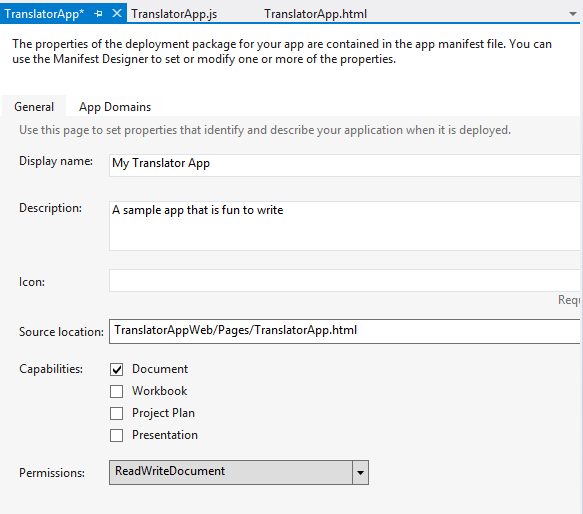 TranslatorApp* TranslatorApp.js TranslatorApp.html
The properties of the deployment package for your app are contained in the app manifest file. You can
use the Manifest Designer to set or modify one or more of the properties.
General App Domains
Use this page to set properties that identify and describe your application when it is deployed.
Display name: My Translator App
Description: A sample app that is fun to write
Icon:
Source location: TranslatorAppWeb/Pages/TranslatorApp.html
Capabilities: Document
Workbook
Project Plan
Presentation
Permissions: ReadWriteDocument